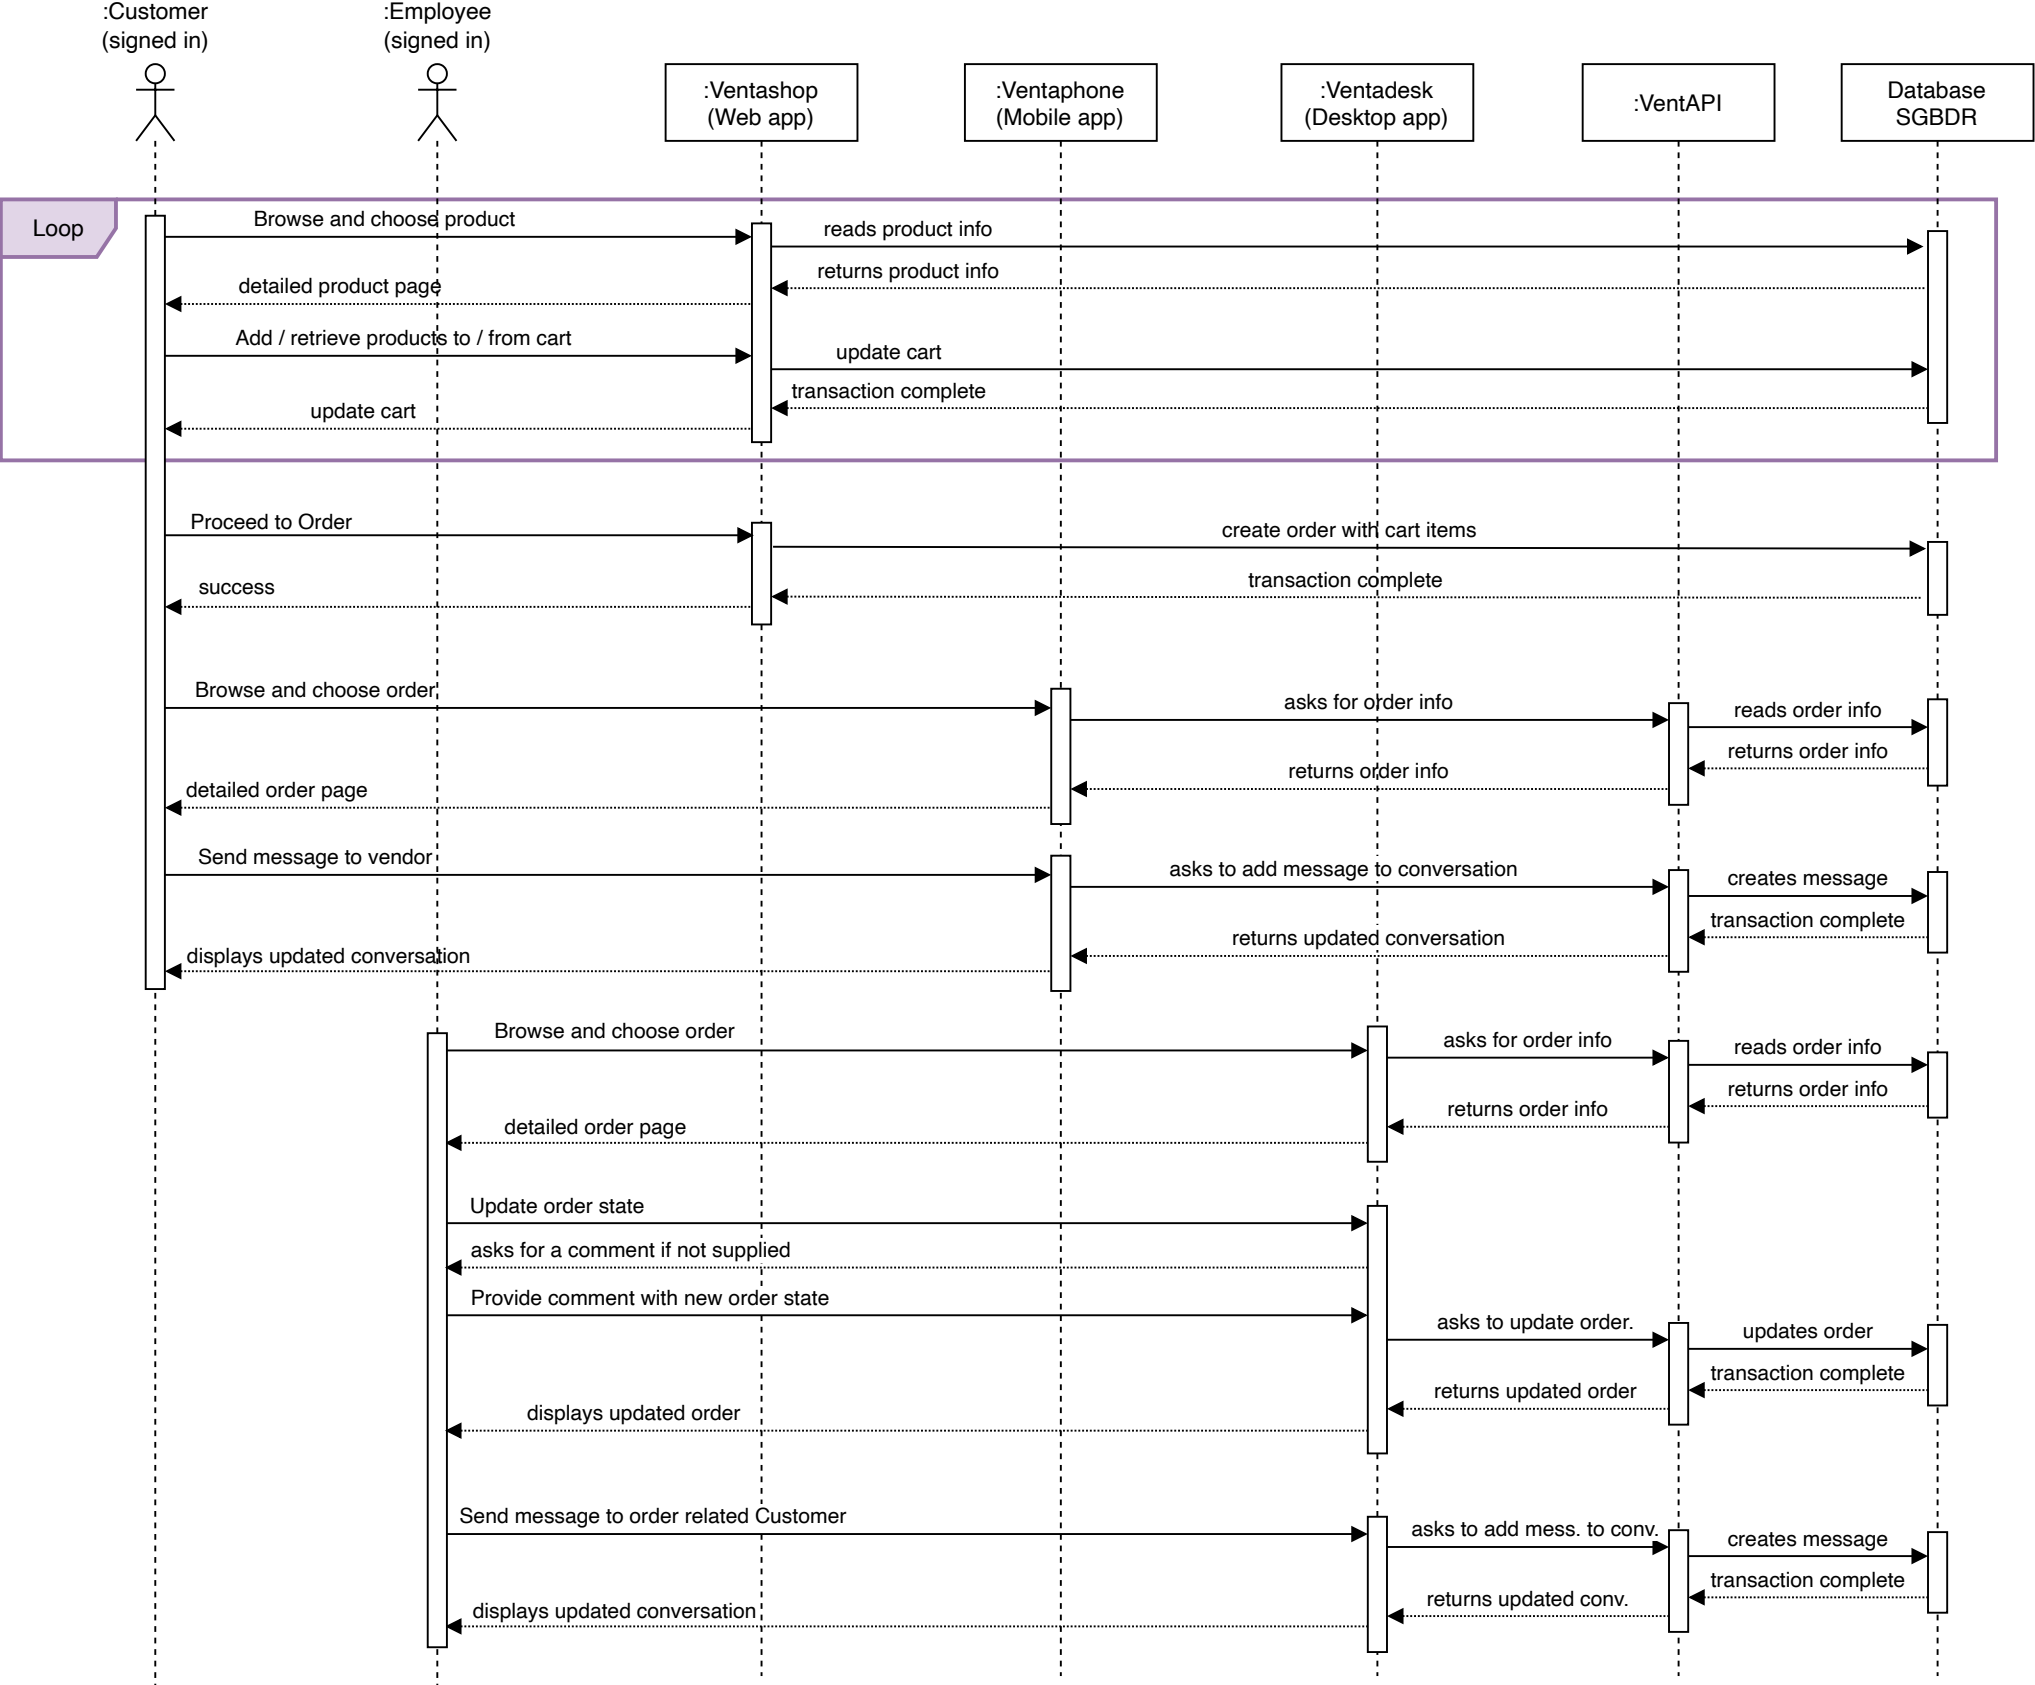 :Customer
(signed in)
:Employee
(signed in)
:Ventashop
(Web app)
:Ventaphone
(Mobile app)
:Ventadesk
(Desktop app)
:VentAPI
Database
SGBDR
Loop
Browse and choose product
reads product info
returns product info
detailed product page
Add / retrieve products to / from cart
update cart
transaction complete
update cart
Proceed to Order
create order with cart items
transaction complete
success
Browse and choose order
asks for order info
reads order info
returns order info
returns order info
detailed order page
Send message to vendor
asks to add message to conversation
creates message
transaction complete
returns updated conversation
displays updated conversation
Browse and choose order
asks for order info
reads order info
returns order info
returns order info
detailed order page
Update order state
asks for a comment if not supplied
Provide comment with new order state
asks to update order.
updates order
transaction complete
returns updated order
displays updated order
Send message to order related Customer
asks to add mess. to conv.
creates message
transaction complete
returns updated conv.
displays updated conversation